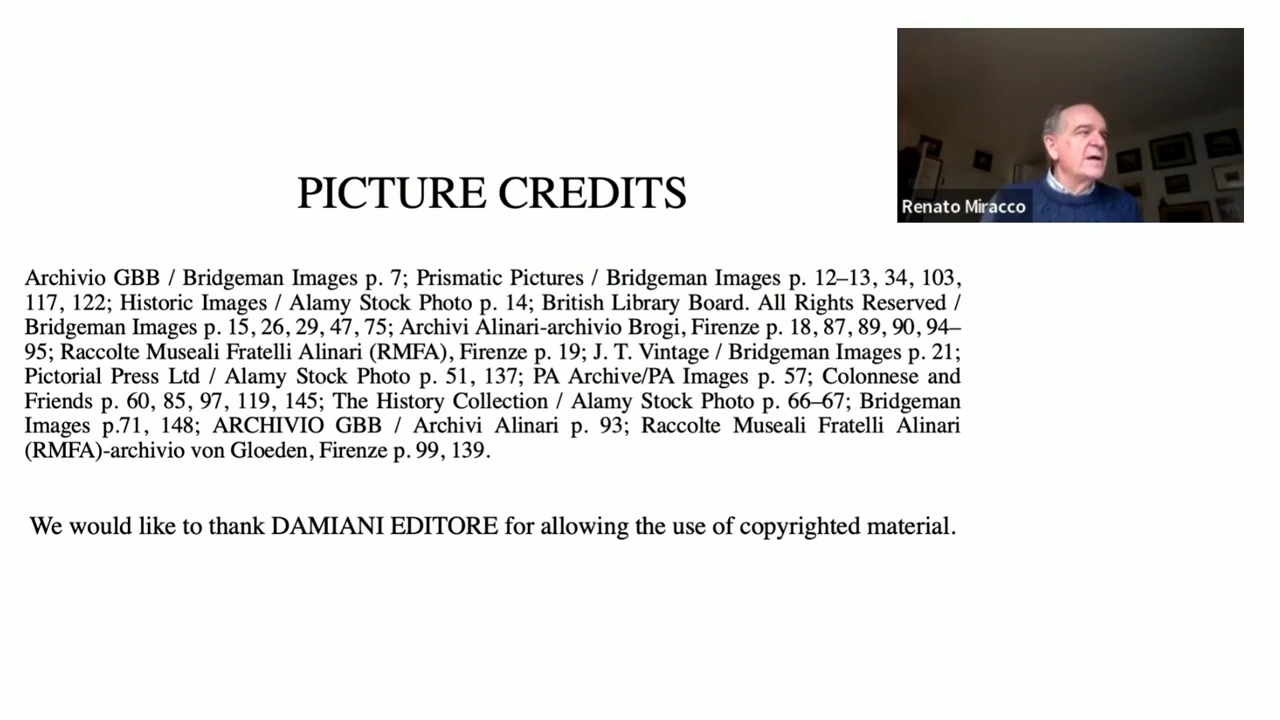 PICTURE CREDITS
Renato Miracco
Archivio GBB / Bridgeman Images p. 7; Prismatic Pictures / Bridgeman Images p. 12–13, 34, 103,
117, 122; Historic Images / Alamy Stock Photo p. 14; British Library Board. All Rights Reserved /
Bridgeman Images p. 15, 26, 29, 47, 75; Archivi Alinari-archivio Brogi, Firenze p. 18, 87, 89, 90, 94–
95; Raccolte Museali Fratelli Alinari (RMFA), Firenze p. 19; J. T. Vintage / Bridgeman Images p. 21;
Pictorial Press Ltd / Alamy Stock Photo p. 51, 137; PA Archive/PA Images p. 57; Colonnese and
Friends p. 60, 85, 97, 119, 145; The History Collection / Alamy Stock Photo p. 66–67; Bridgeman
Images p.71, 148; ARCHIVIO GBB / Archivi Alinari p. 93; Raccolte Museali Fratelli Alinari
(RMFA)-archivio von Gloeden, Firenze p. 99, 139.
We would like to thank DAMIANI EDITORE for allowing the use of copyrighted material.